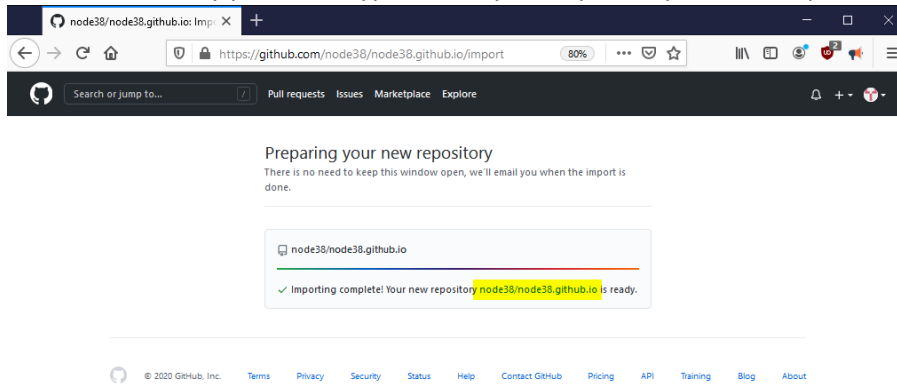 node38/node38.github.io: Imp
https://github.com/node38/node38.github.io/import 80%
2
Search or jump to... / Pull requests Issues Marketplace Explore
Preparing your new repository
There is no need to keep this window open, we'll email you when the import is
done.
node38/node38.github.io
Importing complete! Your new repository node38/node38.github.io is ready.
© 2020 GitHub, Inc. Terms Privacy Security Status Help Contact GitHub Pricing API Training Blog About